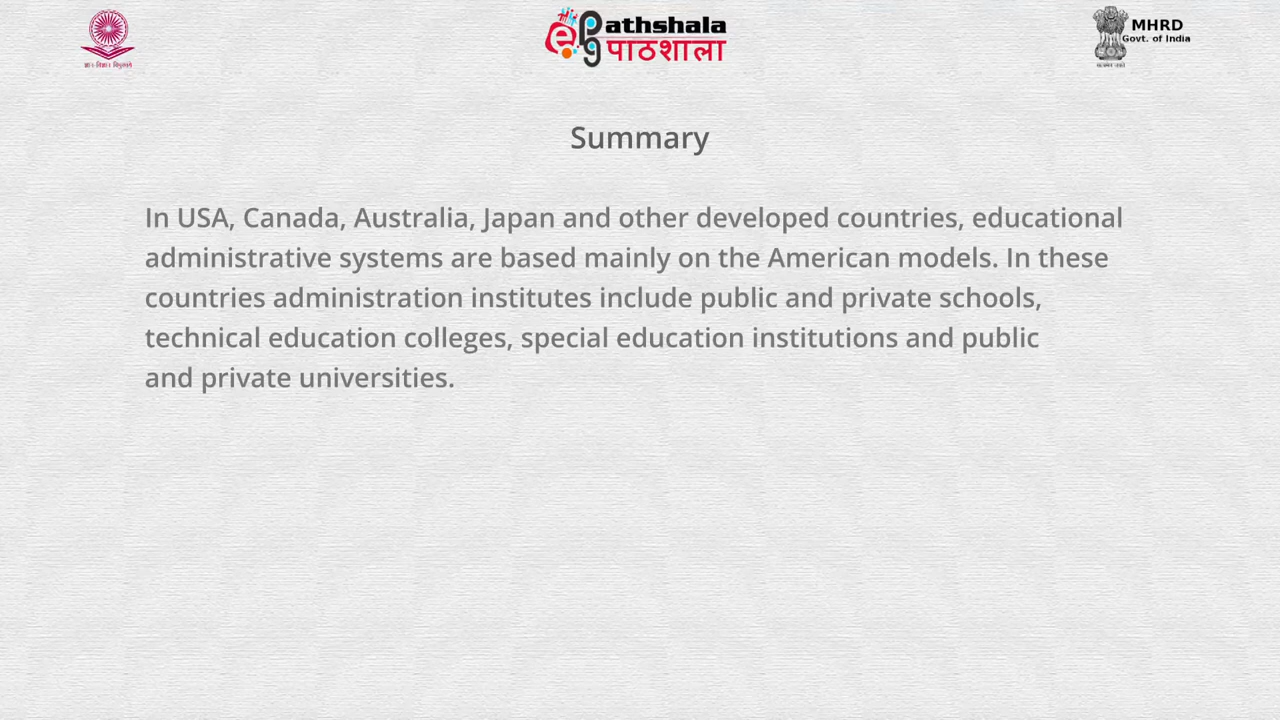 ePathshala
पाठशाला
MHRD
Govt. of India
Summary
In USA, Canada, Australia, Japan and other developed countries, educational
administrative systems are based mainly on the American models. In these
countries administration institutes include public and private schools,
technical education colleges, special education institutions and public
and private universities.